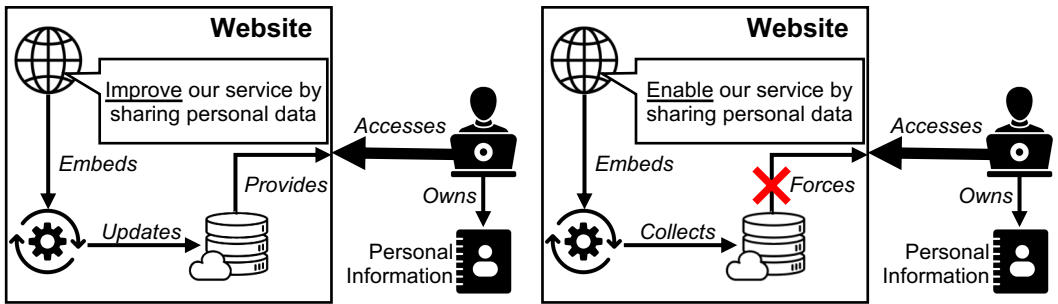 Website
Improve our service by
sharing personal data
Accesses
Embeds
Provides
Owns
Updates
Personal
Information
Website
Enable our service by
sharing personal data
Accesses
Embeds
Forces
Owns
Collects
Personal
Information